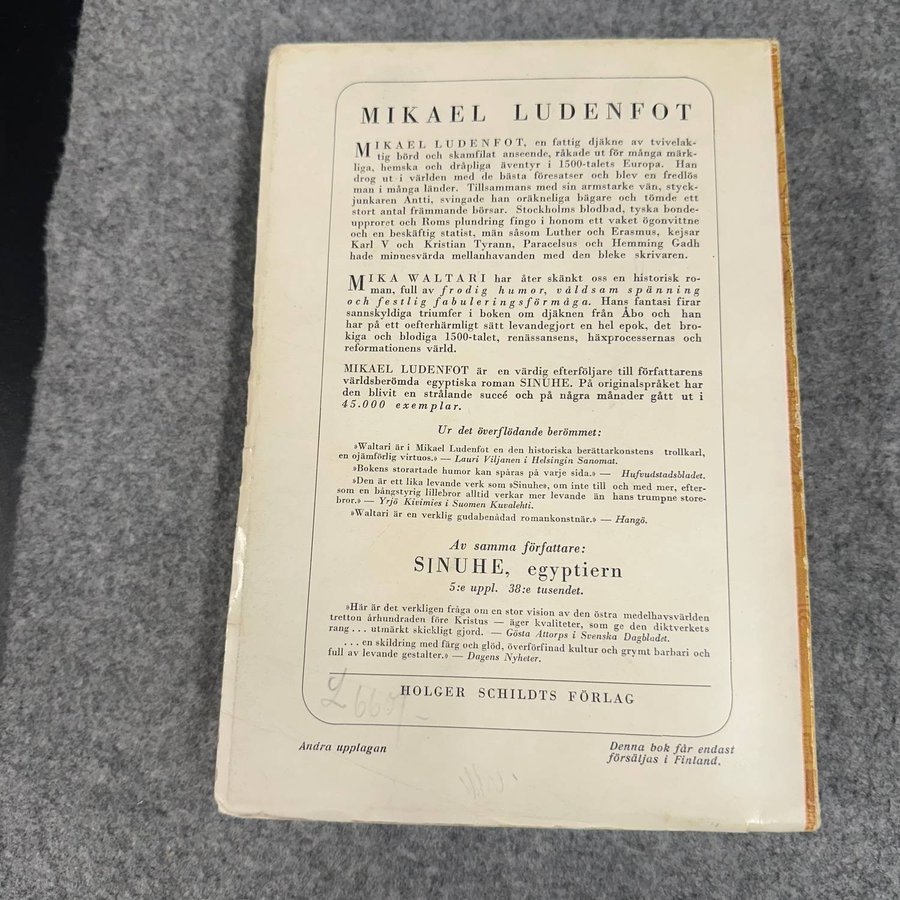 MIKAEL LUDENFOT
MIKAEL LUDENFOT, en fattig djäkne av tvivelak-
tig börd och skamfilat anseende, råkade ut för många märk-
liga, hemska och dråpliga äventyr i 1500-talets Europa. Han
drog ut i världen med de bästa föresatser och blev en fredlös
man i många länder. Tillsammans med sin armstarke vän, styck-
junkaren Antti, svingade han oräkneliga bägare och tömde ett
stort antal främmande börsar. Stockholms blodbad, tyska bonde-
upproret och Roms plundring fingo i honom ett vaket ögonvittne
och en beskäftig statist, män såsom Luther och Erasmus, kejsar
Karl V och Kristian Tyrann, Paracelsus och Hemming Gadh
hade minnesvärda mellanhavanden med den bleke skrivaren.
MIKA WALTARI har åter skänkt oss en historisk ro-
man, full av frodig humor, våldsam spänning
och festlig fabuleringsförmåga. Hans fantasi firar
sannskyldiga triumfer i boken om djäknen från Åbo och han
har på ett oefterhärmligt sätt levandegjort en hel epok, det bro-
kiga och blodiga 1500-talet, renässansens, häxprocessernas och
reformationens värld.
MIKAEL LUDENFOT är en värdig efterföljare till författarens
världsberömda egyptiska roman SINUHE. På originalspråket har
den blivit en strålande succé och på några månader gått ut i
45.000 exemplar.
Ur det överflödande berömmet:
»Waltari är i Mikael Ludenfot en den historiska berättarkonstens trollkarl,
en ojämförlig virtuos.» — Lauri Viljanen i Helsingin Sanomat.
»Bokens storartade humor kan spåras på varje sida.» — Hufvudstadsbladet.
»Den är ett lika levande verk som »Sinuhe», om inte till och med mer, efter-
som en bångstyrig lillebror alltid verkar mer levande än hans trumpne store-
bror.» — Yrjö Kivimies i Suomen Kuvalehti.
»Waltari är en verklig gudabenådad romankonstnär.» — Hangö.
Av samma författare:
SINUHE, egyptiern
5:e uppl. 38:e tusendet.
»Här är det verkligen fråga om en stor vision av den östra medelhavsvärlden
tretton århundraden före Kristus — äger kvaliteter, som ge den diktverkets
rang . . . utmärkt skickligt gjord. — Gösta Attorps i Svenska Dagbladet.
. . . en skildring med färg och glöd, överförfinad kultur och grymt barbari och
full av levande gestalter.» — Dagens Nyheter.
HOLGER SCHILDTS FÖRLAG
Andra upplagan
Denna bok får endast
försäljas i Finland.